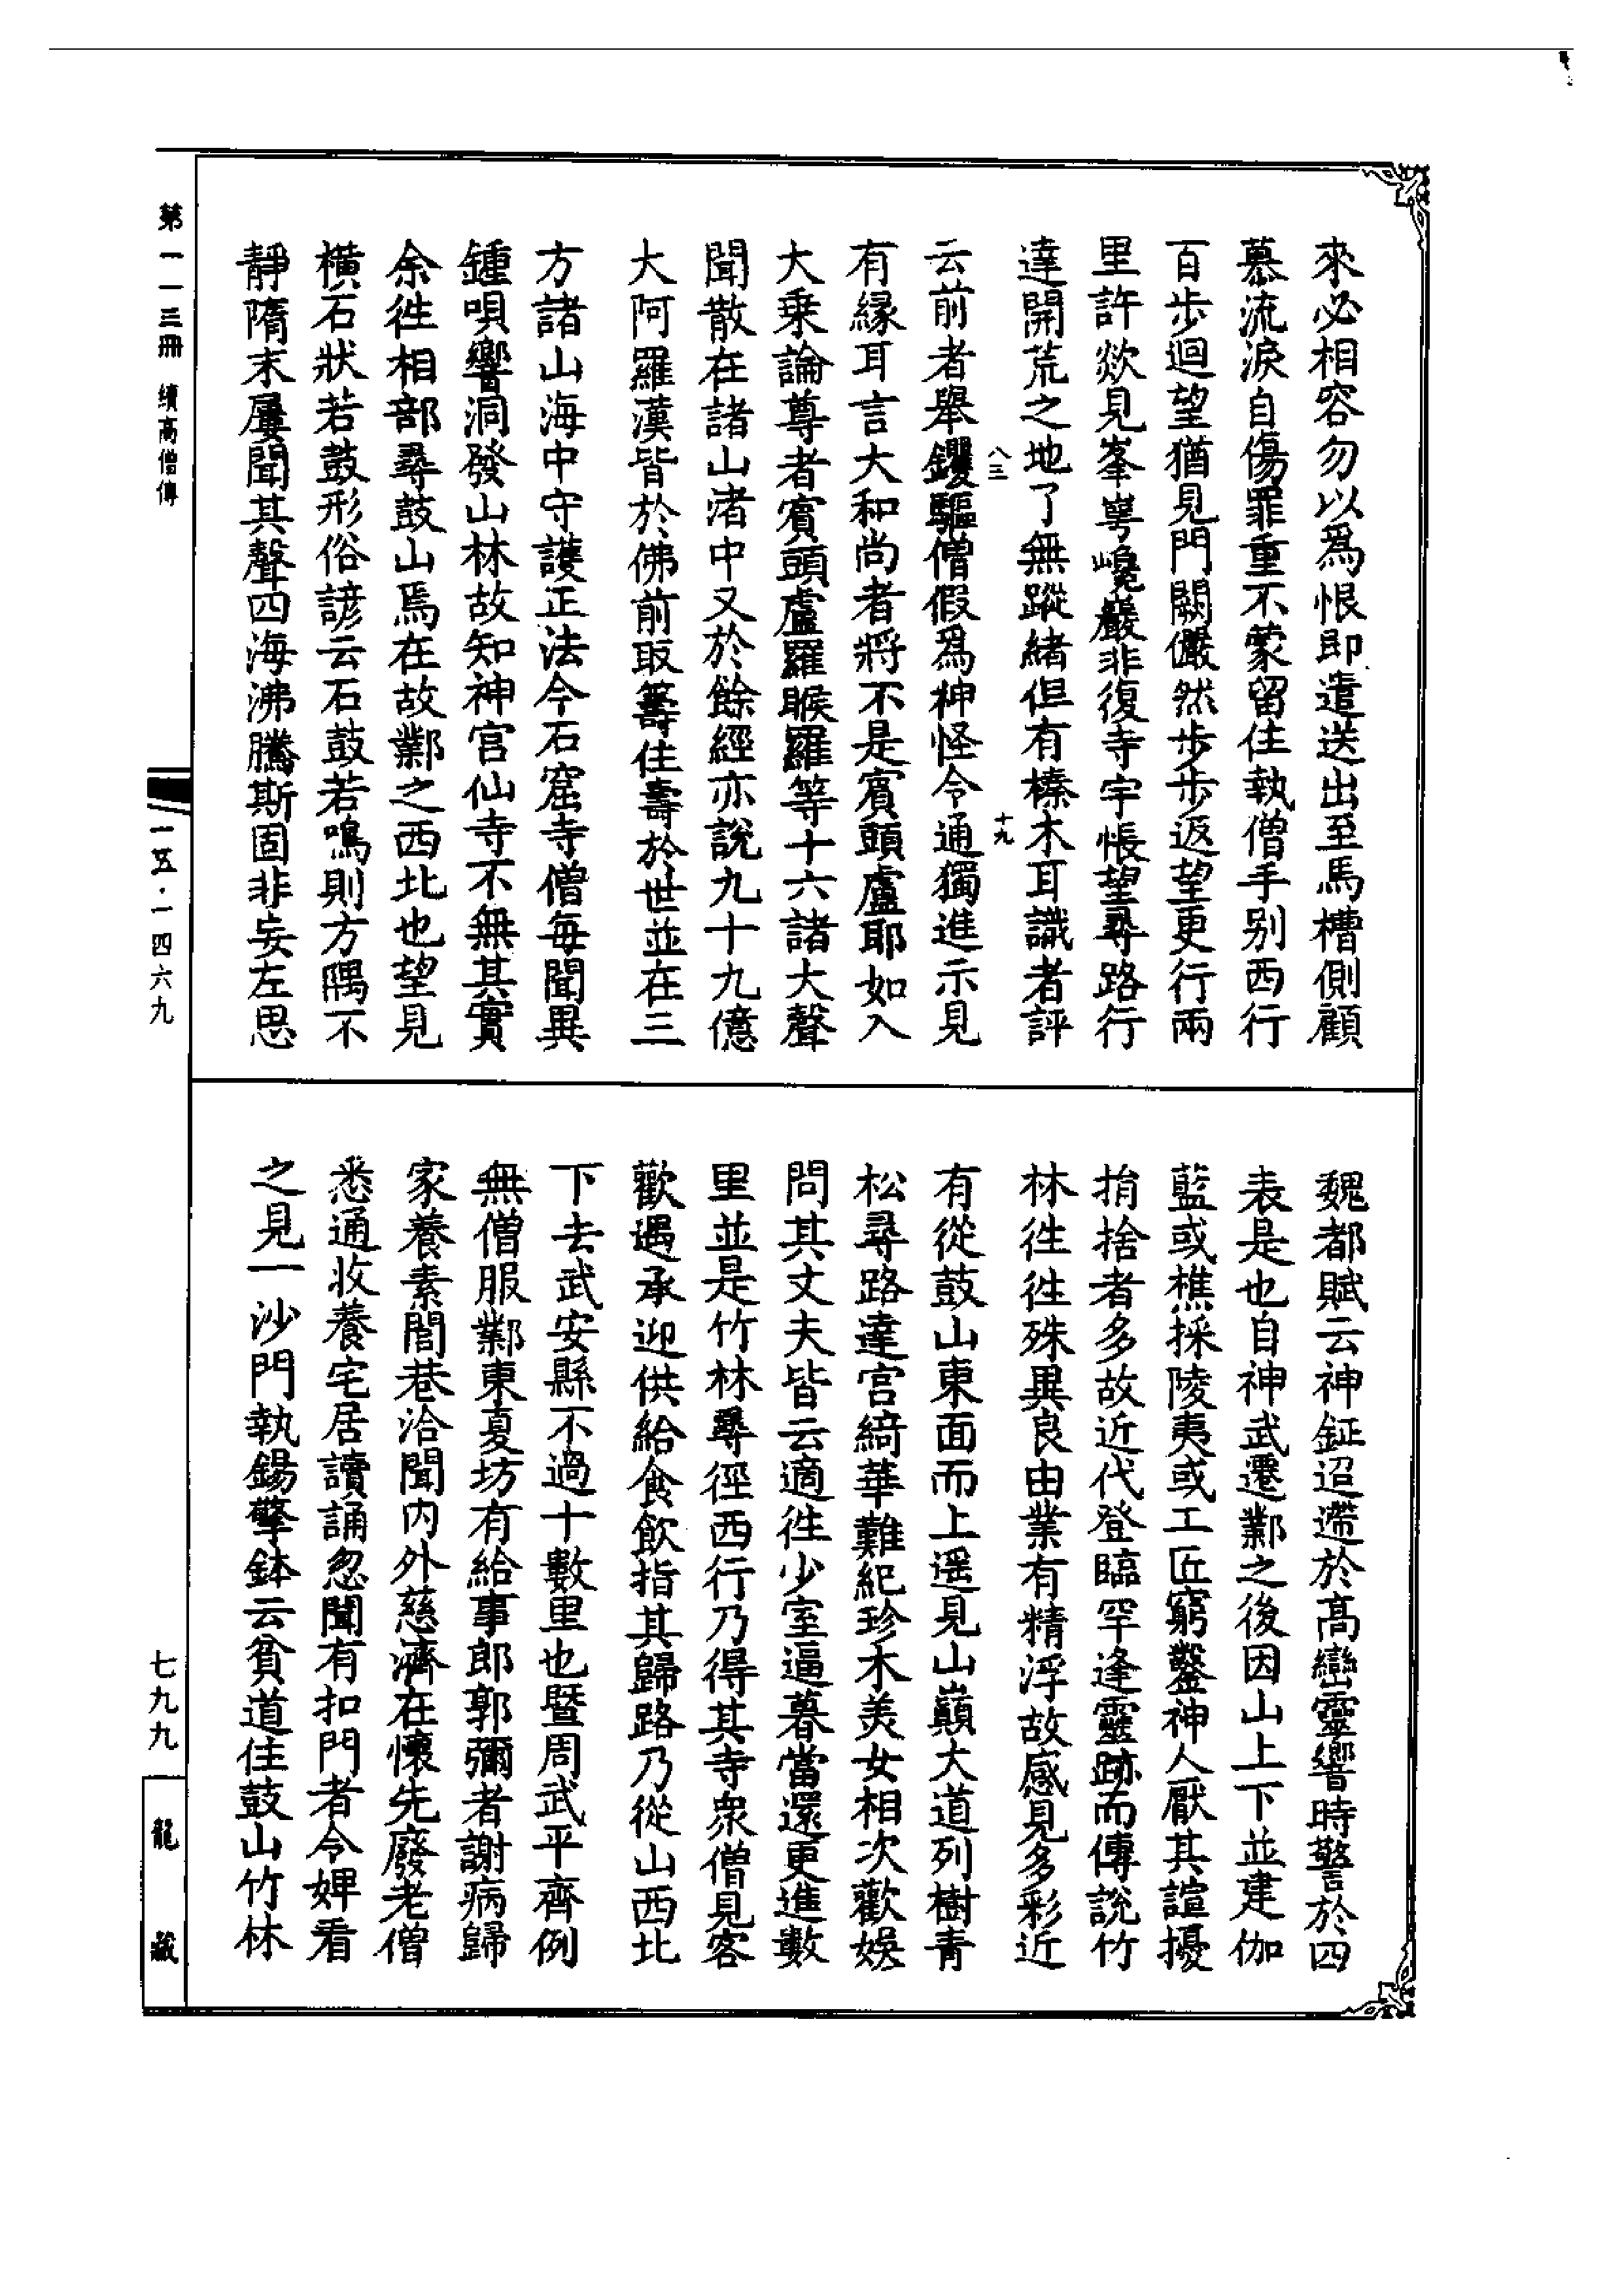 來必相容勿以爲恨即遣送出至馬槽側顧
慕流淚自傷罪重不蒙留住執僧手别西行
百步迴望猶見門闕儼然步步返望更行兩
里許欻見峯崿巉巖非復寺宇悵望尋路行
達開荒之地了無蹤緒但有榛木耳識者評
八三
十九
云前者舉钁驅僧假爲神怪令通獨進示見
有緣耳言大和尚者將不是賓頭盧耶如入
大乗論尊者賓頭盧羅睺羅等十六諸大聲
聞散在諸山渚中又於餘經亦說九十九億
大阿羅漢皆於佛前取籌住壽於世並在三
方諸山海中守護正法今石窟寺僧每聞異
鍾唄響洞發山林故知神宫仙寺不無其實
余徃相部尋鼓山焉在故鄴之西北也望見
橫石狀若鼓形俗諺云石鼓若鳴則方隅不
靜隋末屢聞其聲四海沸騰斯固非妄左思
魏都賦云神鉦迢遰於髙巒靈響時警於四
表是也自神武遷鄴之後因山上下並建伽
藍或樵採陵夷或工匠窮鑿神人厭其諠擾
捐捨者多故近代登臨罕逢靈跡而傳說竹
林徃徃殊異良由業有精浮故感見多彩近
有從鼓山東面而上遥見山巔大道列樹青
松尋路達宫綺華難紀珍木美女相次歡娛
問其丈夫皆云適徃少室逼暮當還更進數
里並是竹林尋徑西行乃得其寺衆僧見客
歡遇承迎供給食飲指其歸路乃從山西北
下去武安縣不過十數里也暨周武平齊例
無僧服鄴東夏坊有給事郎郭彌者謝病歸
家養素閭巷洽聞內外慈濟在懷先廢老僧
悉通收養宅居讀誦忽聞有扣門者令婢看
之見一沙門執錫擎鉢云貧道住鼓山竹林
第一一三冊 續高僧傳
一五·一四六九
七九九
龍藏